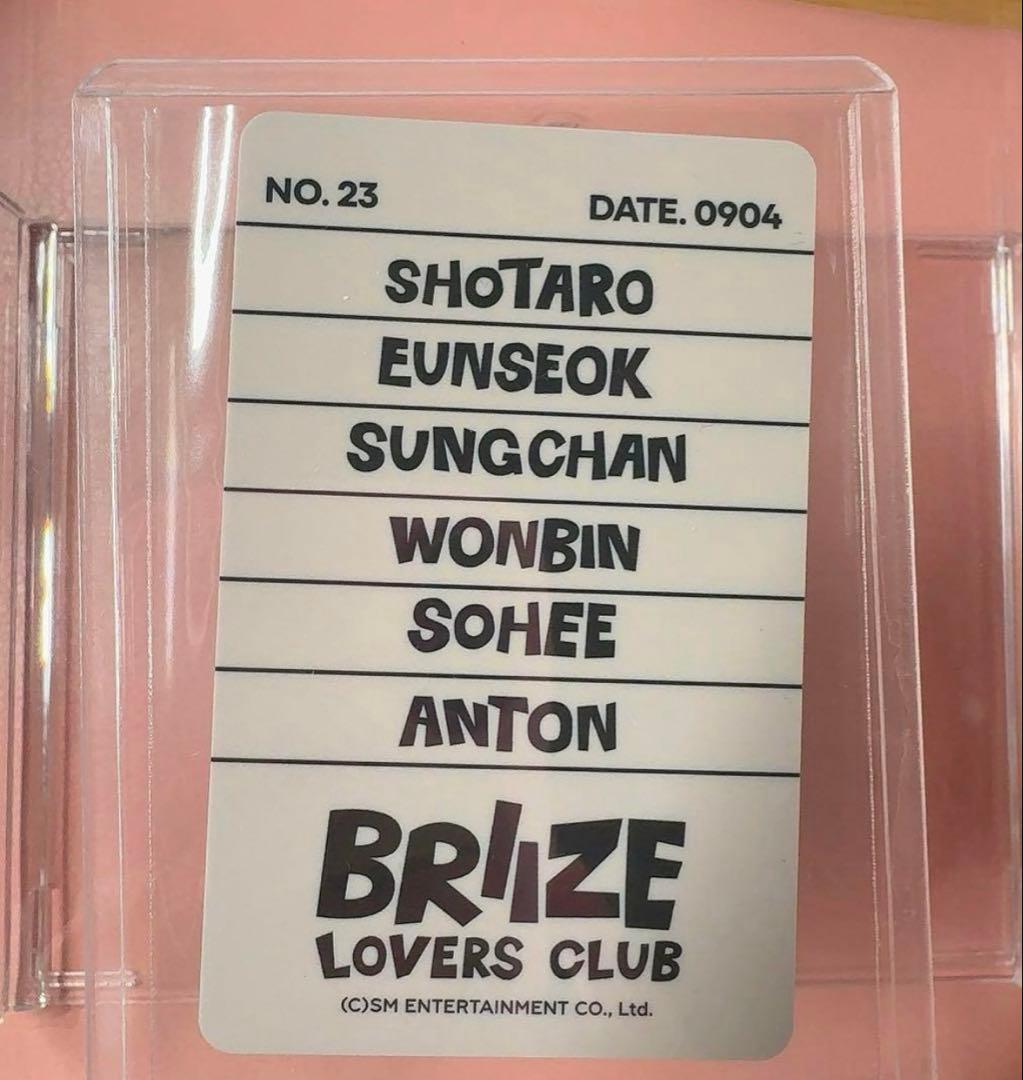 NO. 23 DATE. 0904
SHOTARO
EUNSEOK
SUNGCHAN
WONBIN
SOHEE
ANTON
BRIIZE
LOVERS CLUB
(C)SM ENTERTAINMENT CO., Ltd.